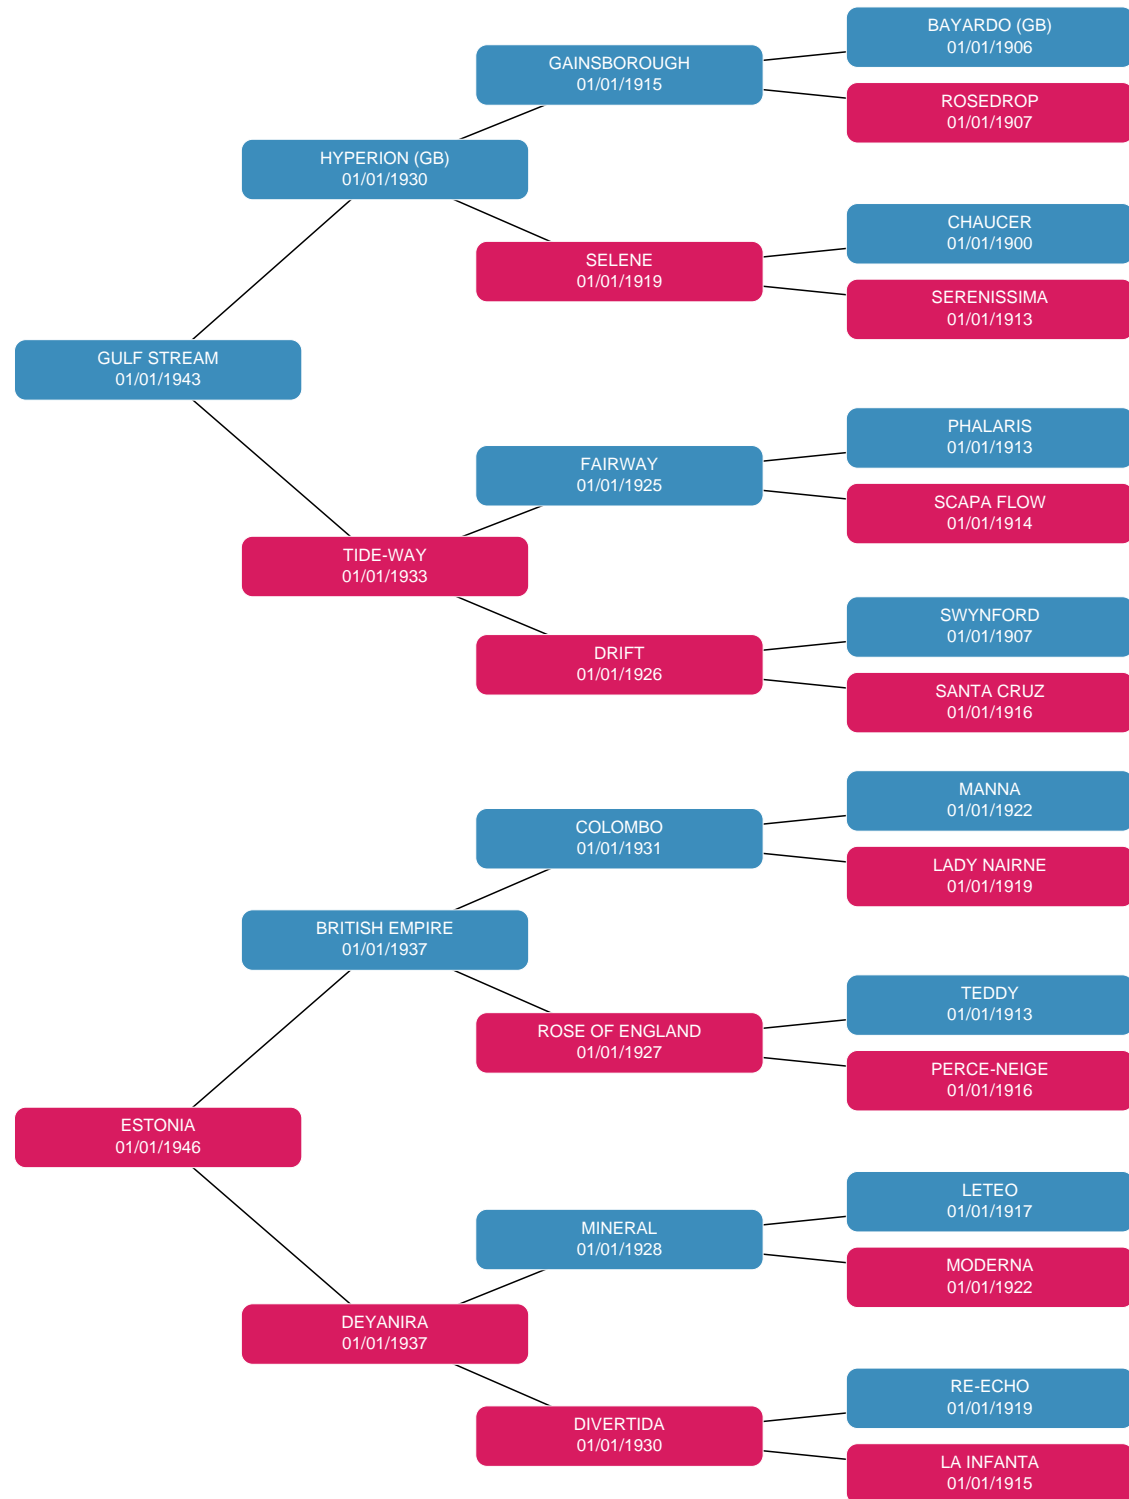 BAYARDO (GB)
01/01/1906
GAINSBOROUGH
01/01/1915
ROSEDROP
01/01/1907
HYPERION (GB)
01/01/1930
CHAUCER
01/01/1900
SELENE
01/01/1919
SERENISSIMA
01/01/1913
GULF STREAM
01/01/1943
PHALARIS
01/01/1913
FAIRWAY
01/01/1925
SCAPA FLOW
01/01/1914
TIDE-WAY
01/01/1933
SWYNFORD
01/01/1907
DRIFT
01/01/1926
SANTA CRUZ
01/01/1916
MANNA
01/01/1922
COLOMBO
01/01/1931
LADY NAIRNE
01/01/1919
BRITISH EMPIRE
01/01/1937
TEDDY
01/01/1913
ROSE OF ENGLAND
01/01/1927
PERCE-NEIGE
01/01/1916
ESTONIA
01/01/1946
LETEO
01/01/1917
MINERAL
01/01/1928
MODERNA
01/01/1922
DEYANIRA
01/01/1937
RE-ECHO
01/01/1919
DIVERTIDA
01/01/1930
LA INFANTA
01/01/1915